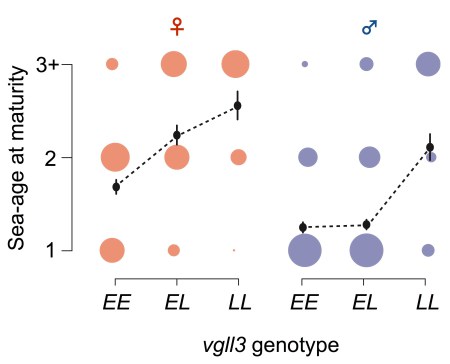 ♀ ♂
Sea-age at maturity
3+
2
1
EE EL LL EE EL LL
vgll3 genotype